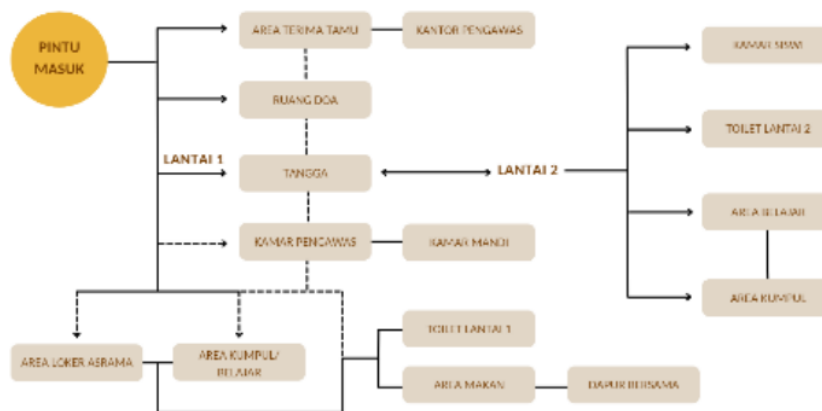 PINTU
MASUK
AREA TERIMA TAMU
KANTOR PENGAWAS
RUANG DOA
LANTAI 1
TANGGA
KAMAR PENGAWAS
KAMAR MANDI
AREA LOKER ASRAMA
AREA KUMPUL/
BELAJAR
TOILET LANTAI 1
AREA MAKAN
DAPUR BERSAMA
LANTAI 2
KAMAR SISWI
TOILET LANTAI 2
AREA BELAJAR
AREA KUMPUL